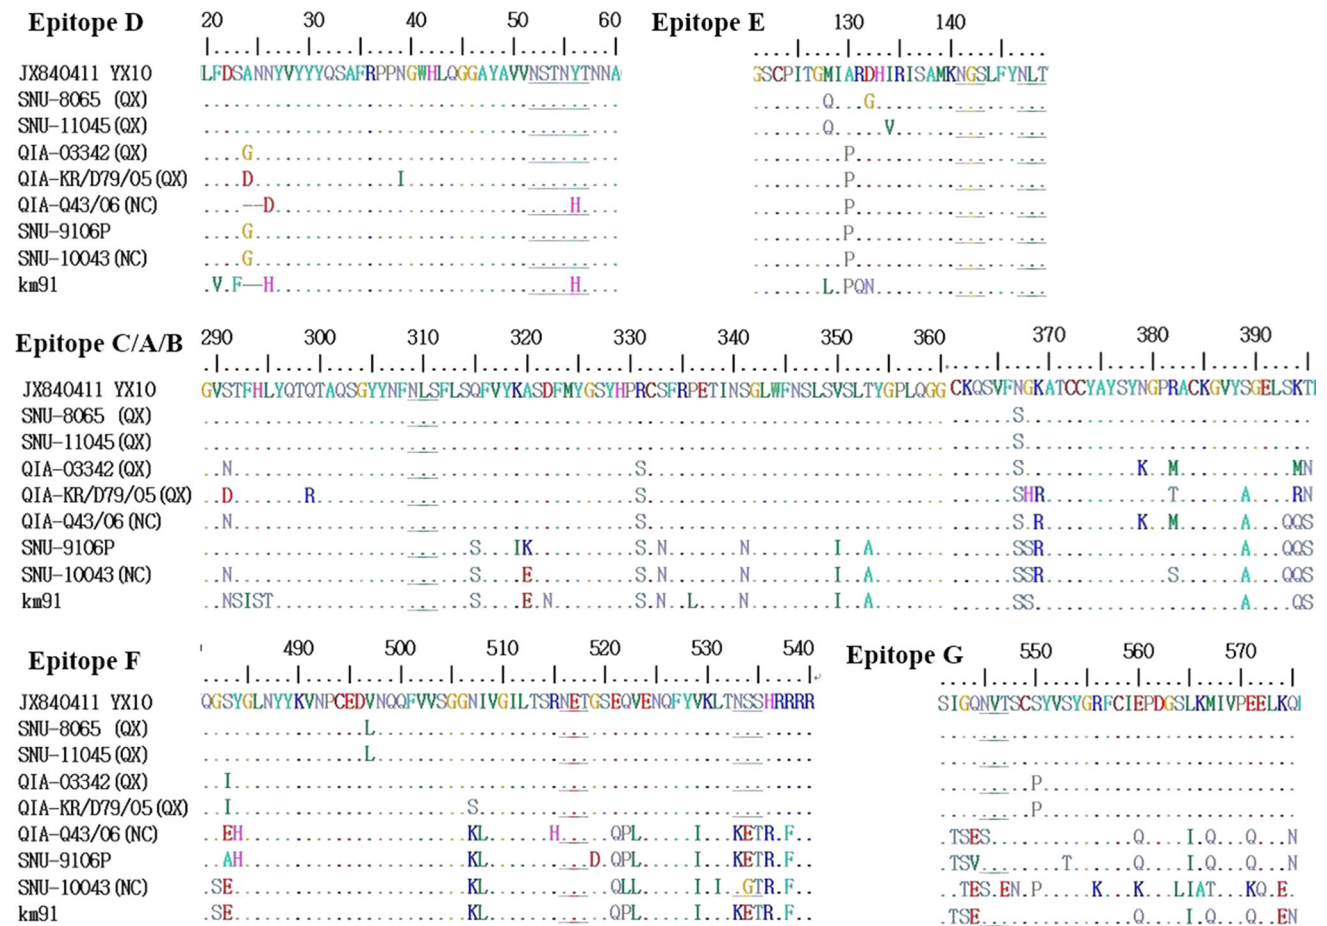 Epitope D 20 30 40 50 60 Epitope E 130 140
JX840411 YX10 LFDSANNYVYYYQSAFRPPNGWHLQGGAYAVVNSTNYTNNA GSCPITGMIARDHIRISAMKNGSLFYNLT
SNU-8065 (QX) ......................................... .......Q...G.................
SNU-11045(QX) ......................................... .......Q.....V...............
QIA-03342(QX) ....G.................................... .........P...................
QIA-KR/D79/05(QX) ....D..............I..................... .........P...................
QIA-Q43/06(NC) ....--D.............................H.... .........P...................
SNU-9106P ....G.................................... .........P...................
SNU-10043(NC) ....G.................................... .........P...................
km91 .V.F--H.............................H.... .......L.PQN.................
Epitope C/A/B 290 300 310 320 330 340 350 360 370 380 390
JX840411 YX10 GVSTFHLYQTQTAQSGYYNFNLSFLSQFVYKASDFMYGSYHPRCSFRPETINSGLWFNSLSVSLTYGPLQGG CKQSVFNGKATCCYAYSYNGPRACKGVYSGELSKT
SNU-8065 (QX) ........................................................................ ......S............................
SNU-11045(QX) ........................................................................ ......S............................
QIA-03342(QX) ..N.......................................S............................. ......S...........K..M...........MN
QIA-KR/D79/05(QX) ..D.......R...............................S............................. ......SHR............T......A....RN
QIA-Q43/06(NC) ..N.......................................S............................. ......S.R.........K..M......A...QQS
SNU-9106P ..........................S...IK..........S.N.......N........I..A....... ......SSR...................A...QQS
SNU-10043(NC) ..N.......................S....E..........S.N.......N........I..A....... ......SSR............S......A...QQS
km91 ..NSIST...................S....E.N........S.N..L....N........I..A....... ......SS....................A....QS
Epitope F 490 500 510 520 530 540 Epitope G 550 560 570
JX840411 YX10 QGSYGLNYYKVNPCEDVNQQFVVSGGNIVGILTSRNETGSEQVENQFYVKLTNSSHRRRR SIGQNVTSCSYVSYGRFCIEPDGSLKMIVPEELKQ
SNU-8065 (QX) ................L........................................... ...................................
SNU-11045(QX) ................L........................................... ...................................
QIA-03342(QX) ..I......................................................... .........P.........................
QIA-KR/D79/05(QX) ..I.......................S................................. .........P.........................
QIA-Q43/06(NC) ..EH......................KL......H.....QPL.....I...KETR.F.. .TSES..............Q....I.Q...Q...N
SNU-9106P ..AH......................KL..........D.QPL.....I...KETR.F.. .TSV........T......Q....I.Q...Q...N
SNU-10043(NC) .SE.......................KL............QLL.....I.I..GTR.F.. ..TES.EN.P.....K...K...LIAT...KQ.E.
km91 .SE.......................KL............QPL.....I...KETR.F.. .TSE...............Q....I.Q...Q..EN